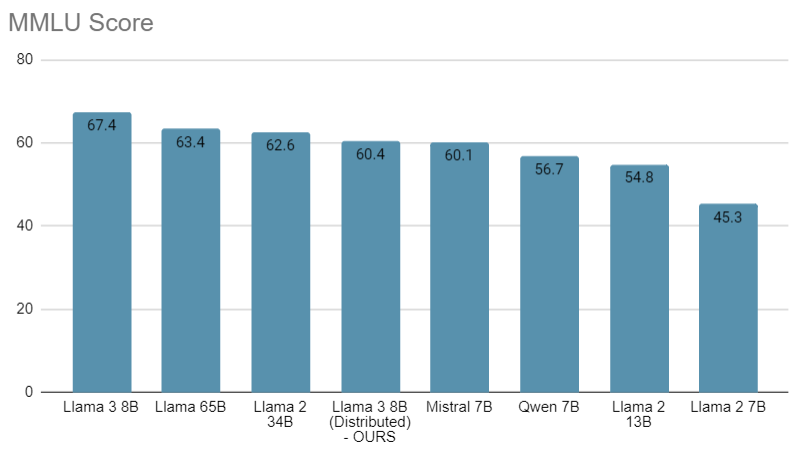 MMLU Score
80
60
40
20
0
67.4
63.4
62.6
60.4
60.1
56.7
54.8
45.3
Llama 3 8B
Llama 65B
Llama 2
34B
Llama 3 8B
(Distributed)
- OURS
Mistral 7B
Qwen 7B
Llama 2
13B
Llama 2 7B